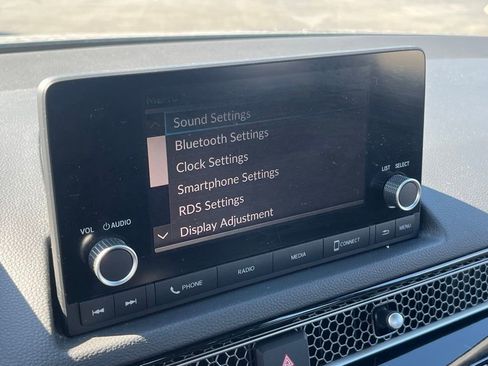 MENU
Sound Settings
Bluetooth Settings
Clock Settings
Smartphone Settings
RDS Settings
Display Adjustment
VOL AUDIO
LIST SELECT
PHONE
RADIO
MEDIA
CONNECT
MENU